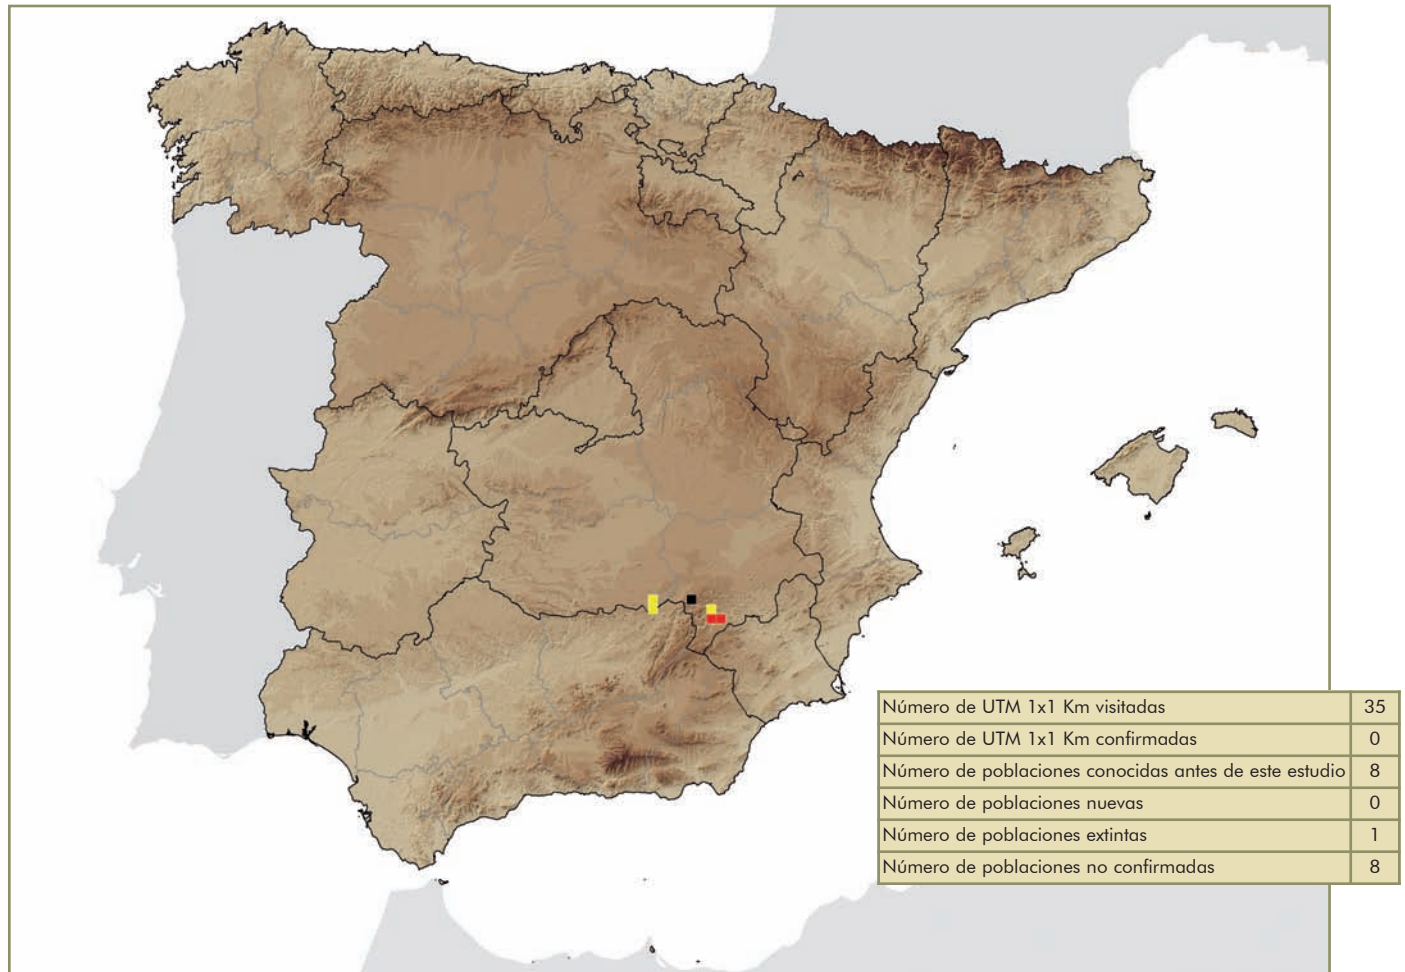 Número de UTM 1x1 Km visitadas 35
Número de UTM 1x1 Km confirmadas 0
Número de poblaciones conocidas antes de este estudio 8
Número de poblaciones nuevas 0
Número de poblaciones extintas 1
Número de poblaciones no confirmadas 8